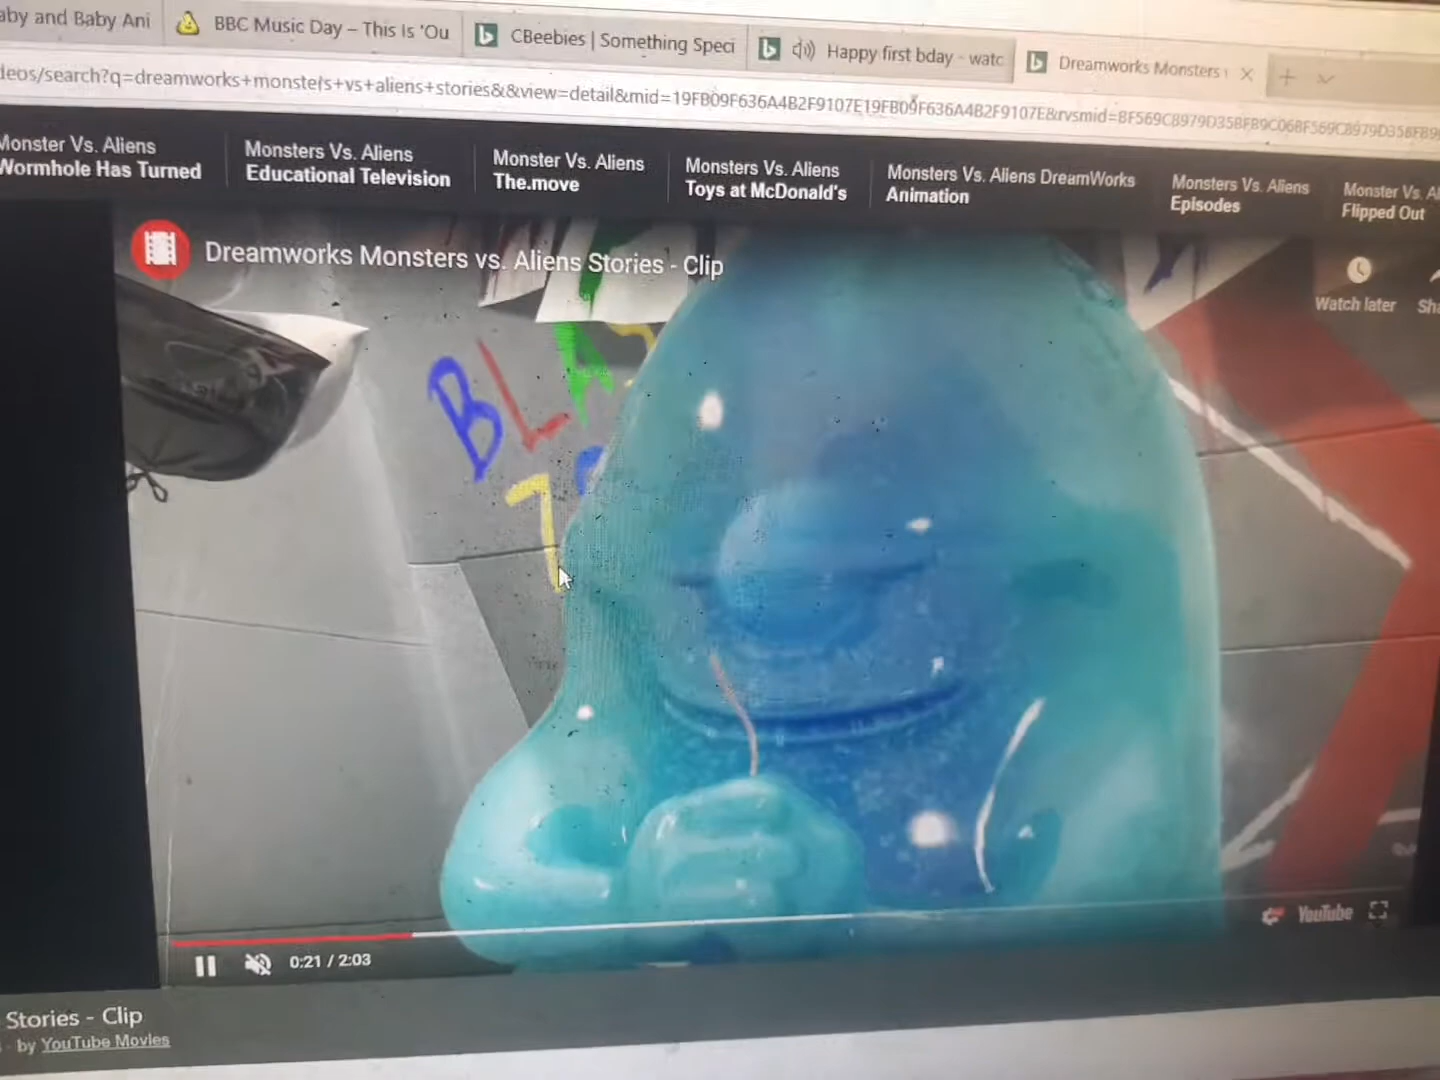 aby and Baby Ani
BBC Music Day – This Is 'Ou
CBeebies | Something Speci
Happy first bday - watc
Dreamworks Monsters
deos/search?q=dreamworks+monsters+vs+aliens+stories&&view=detail&mid=19FB09F636A4B2F9107E19FB09F636A4B2F9107E&rvsmid=BF569C8979D35BFB9C06BF569C8979D35BFB9
Monster Vs. Aliens
Wormhole Has Turned
Monsters Vs. Aliens
Educational Television
Monster Vs. Aliens
The.move
Monsters Vs. Aliens
Toys at McDonald's
Monsters Vs. Aliens DreamWorks
Animation
Monsters Vs. Aliens
Episodes
Monster Vs. Al
Flipped Out
Dreamworks Monsters vs. Aliens Stories - Clip
Watch later
Sha
BLA
0:21 / 2:03
YouTube
Stories - Clip
by YouTube Movies